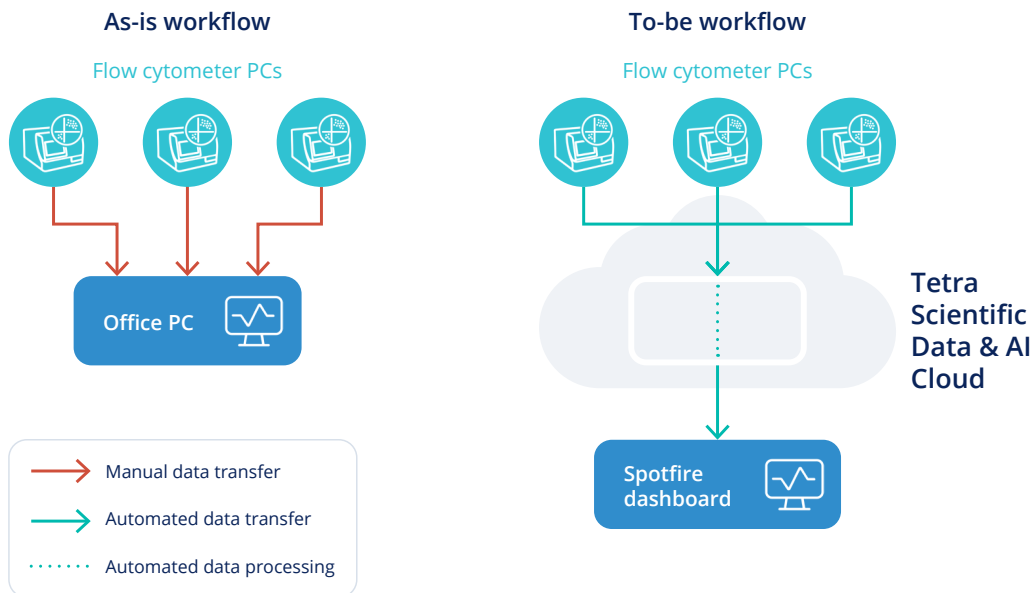 As-is workflow
Flow cytometer PCs
Office PC
Manual data transfer
Automated data transfer
Automated data processing
To-be workflow
Flow cytometer PCs
Tetra
Scientific
Data & AI
Cloud
Spotfire
dashboard